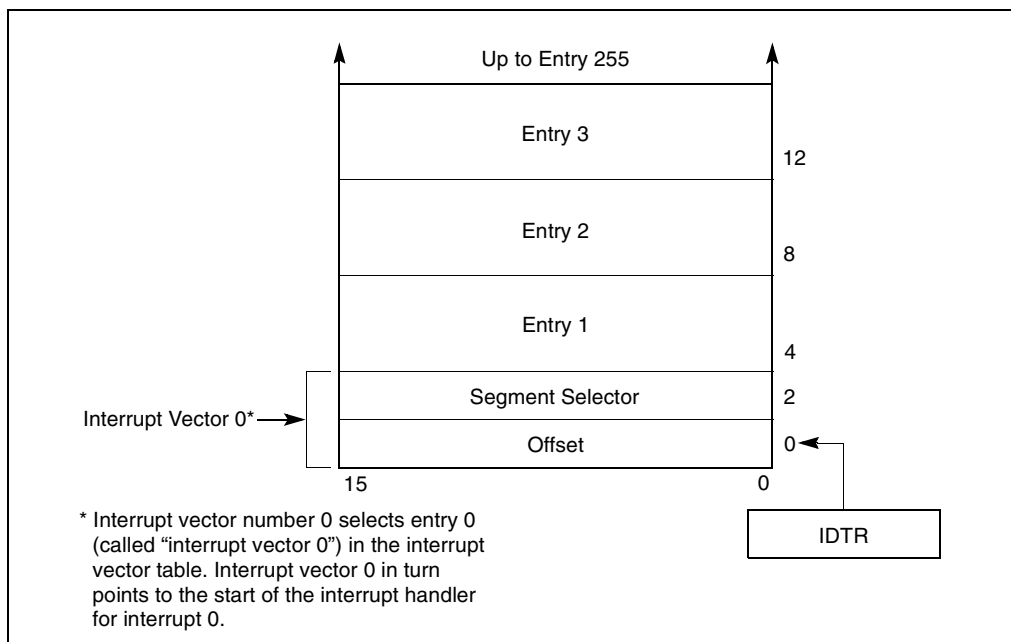 Up to Entry 255
Entry 3
12
Entry 2
8
Entry 1
4
Segment Selector
2
Interrupt Vector 0*
Offset
0
15
0
* Interrupt vector number 0 selects entry 0
(called “interrupt vector 0”) in the interrupt
vector table. Interrupt vector 0 in turn
points to the start of the interrupt handler
for interrupt 0.
IDTR